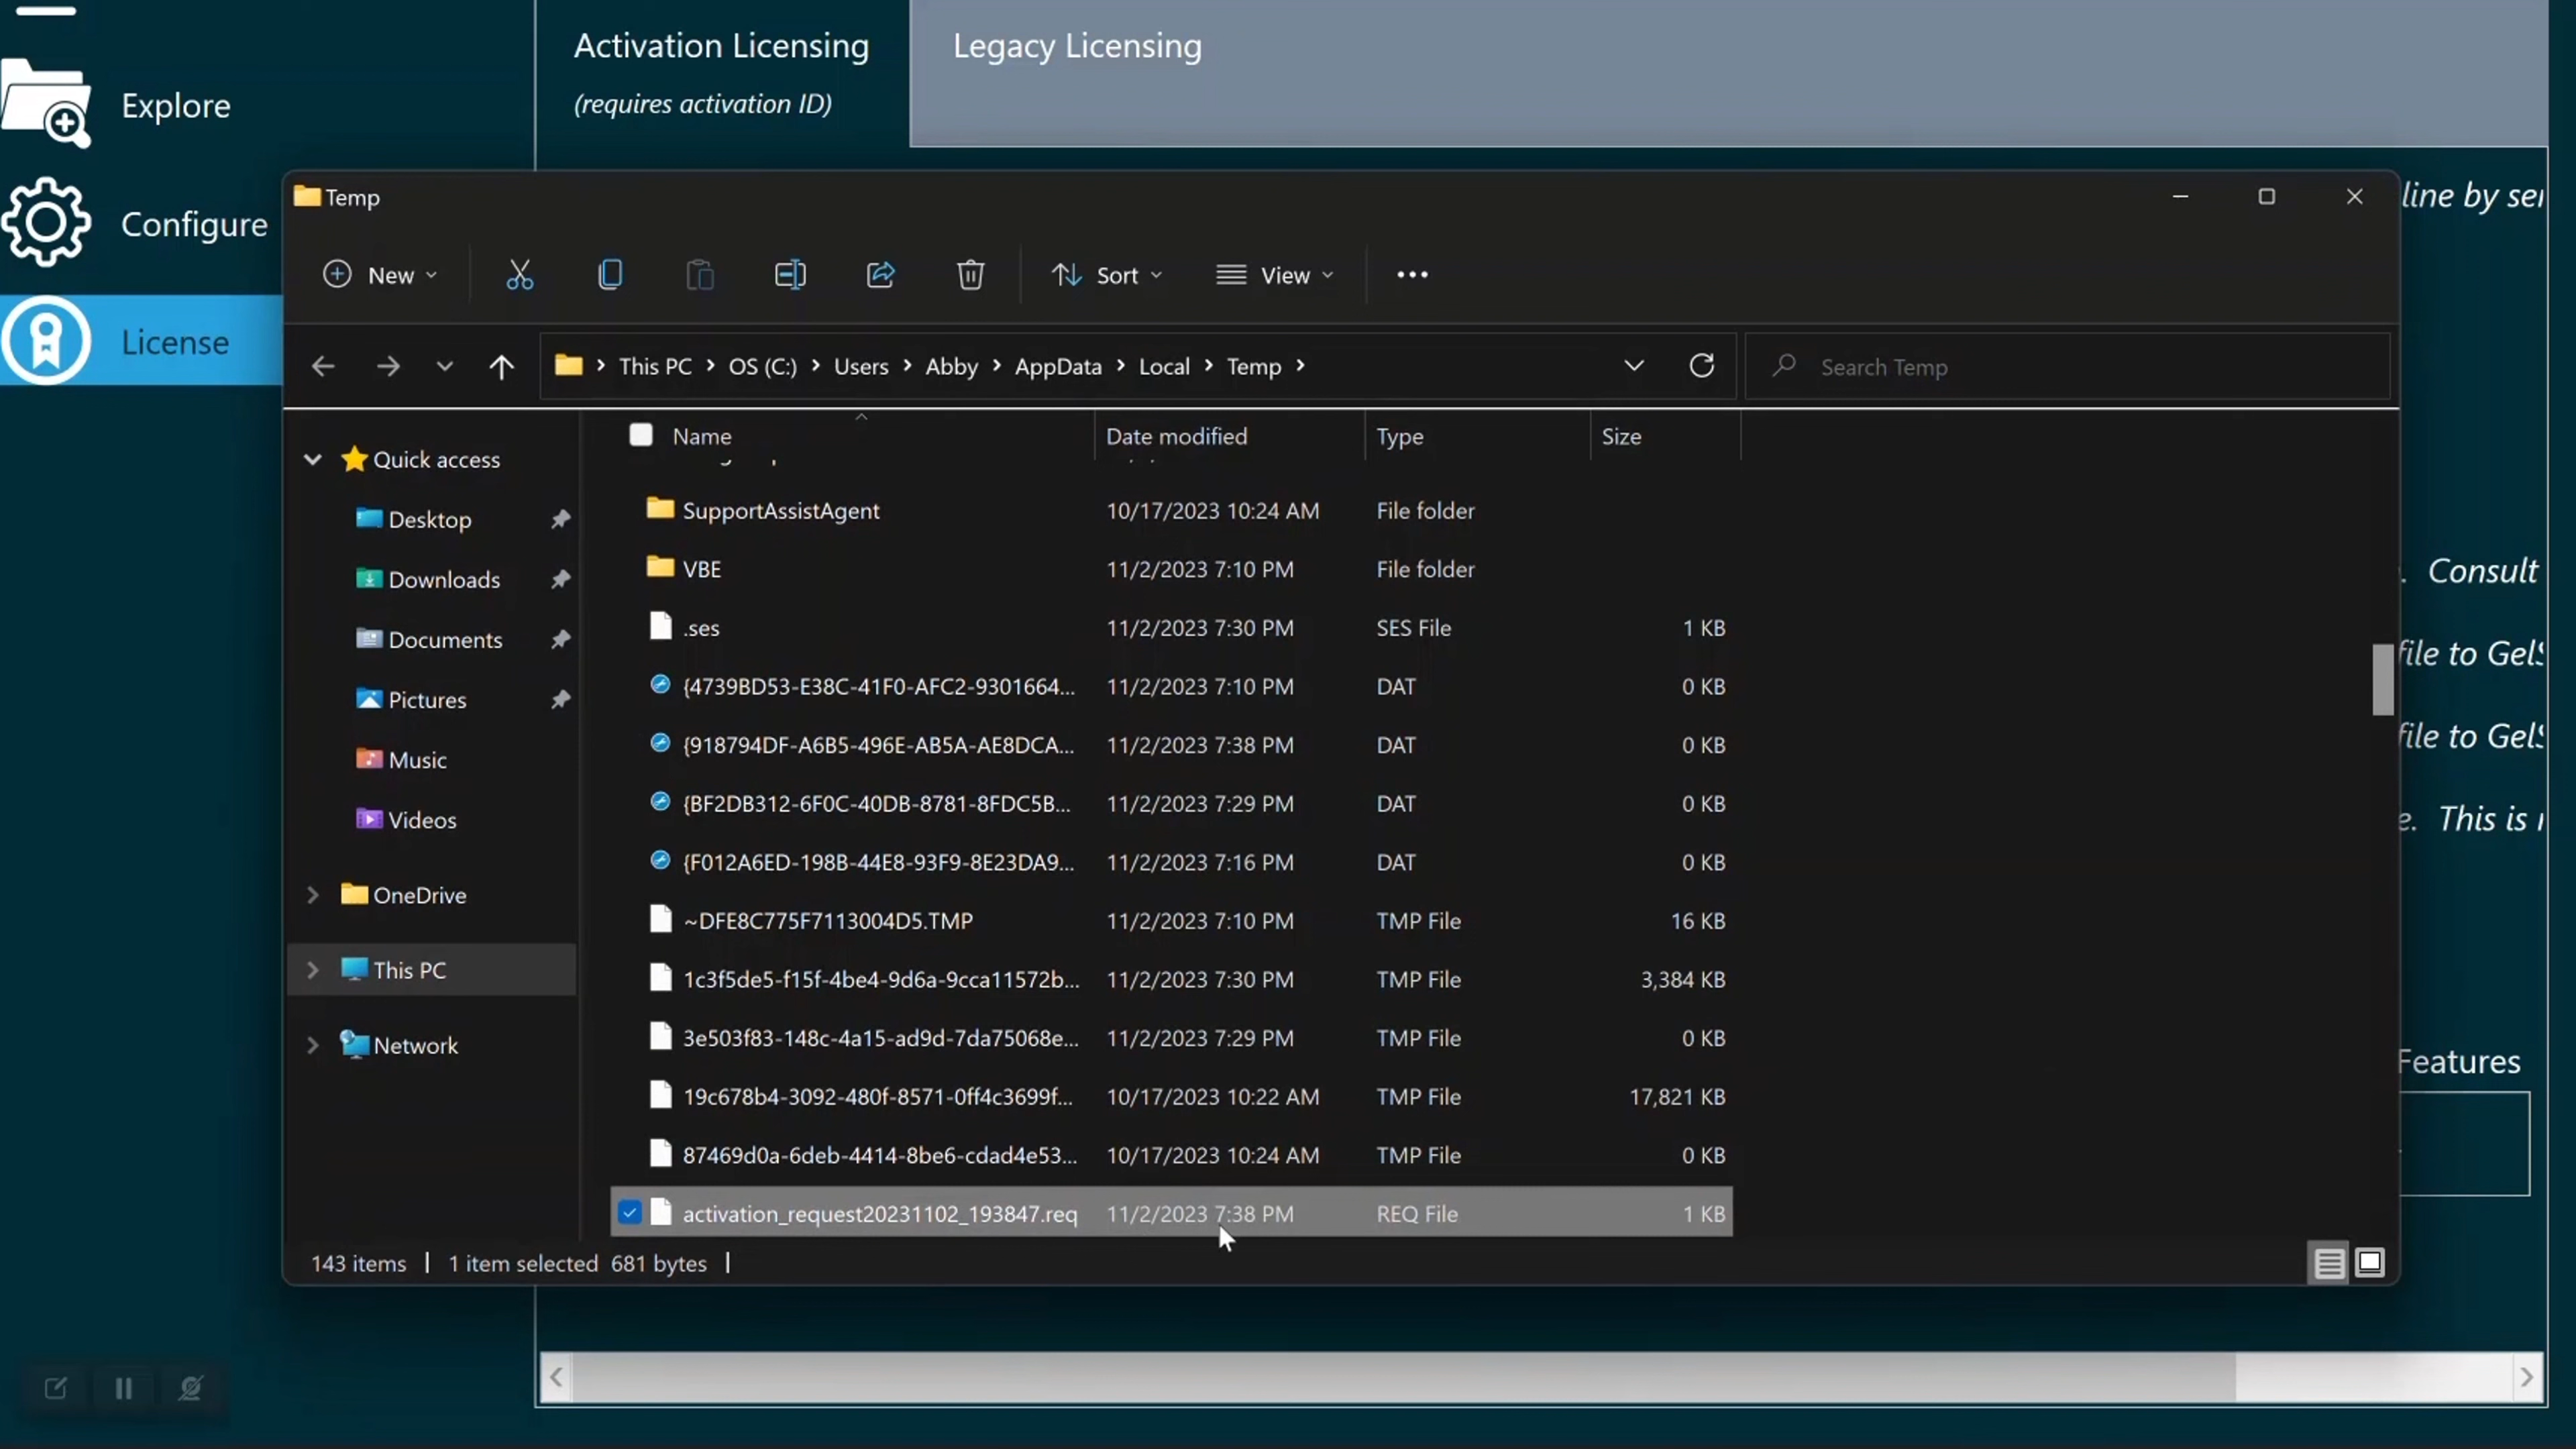 Activation Licensing
Legacy Licensing
(requires activation ID)
Explore
Configure
License
Temp
New
Sort
View
This PC
OS (C:)
Users
Abby
AppData
Local
Temp
Search Temp
Quick access
Desktop
Downloads
Documents
Pictures
Music
Videos
OneDrive
This PC
Network
Name Date modified Type Size
SupportAssistAgent 10/17/2023 10:24 AM File folder
VBE 11/2/2023 7:10 PM File folder
.ses 11/2/2023 7:30 PM SES File 1 KB
{4739BD53-E38C-41F0-AFC2-9301664... 11/2/2023 7:10 PM DAT 0 KB
{918794DF-A6B5-496E-AB5A-AE8DCA... 11/2/2023 7:38 PM DAT 0 KB
{BF2DB312-6F0C-40DB-8781-8FDC5B... 11/2/2023 7:29 PM DAT 0 KB
{F012A6ED-198B-44E8-93F9-8E23DA9... 11/2/2023 7:16 PM DAT 0 KB
~DFE8C775F7113004D5.TMP 11/2/2023 7:10 PM TMP File 16 KB
1c3f5de5-f15f-4be4-9d6a-9cca11572b... 11/2/2023 7:30 PM TMP File 3,384 KB
3e503f83-148c-4a15-ad9d-7da75068e... 11/2/2023 7:29 PM TMP File 0 KB
19c678b4-3092-480f-8571-0ff4c3699f... 10/17/2023 10:22 AM TMP File 17,821 KB
87469d0a-6deb-4414-8be6-cdad4e53... 10/17/2023 10:24 AM TMP File 0 KB
activation_request20231102_193847.req 11/2/2023 7:38 PM REQ File 1 KB
143 items | 1 item selected 681 bytes |
line by
. Consult
file to
file to
e. This is
Features